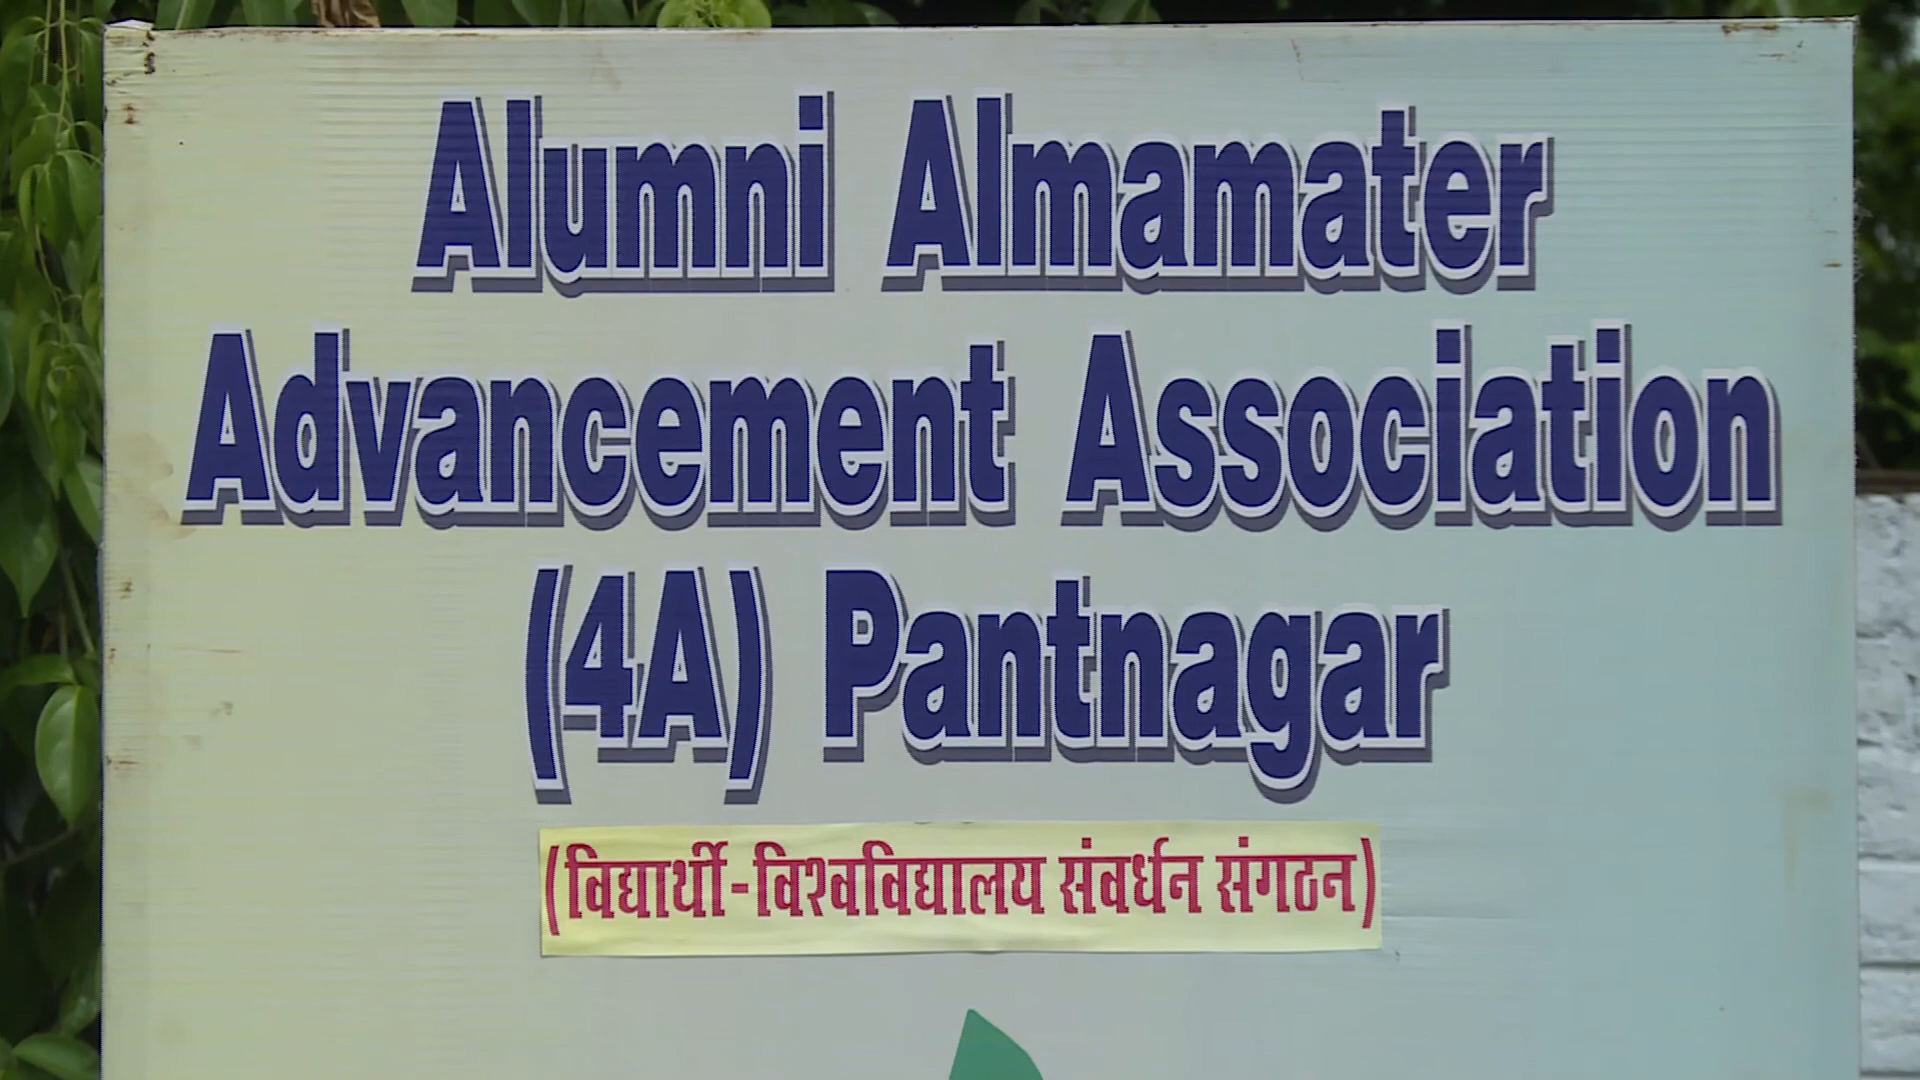 Alumni Almamater
Advancement Association
(4A) Pantnagar
(विद्यार्थी-विश्वविद्यालय संवर्धन संगठन)